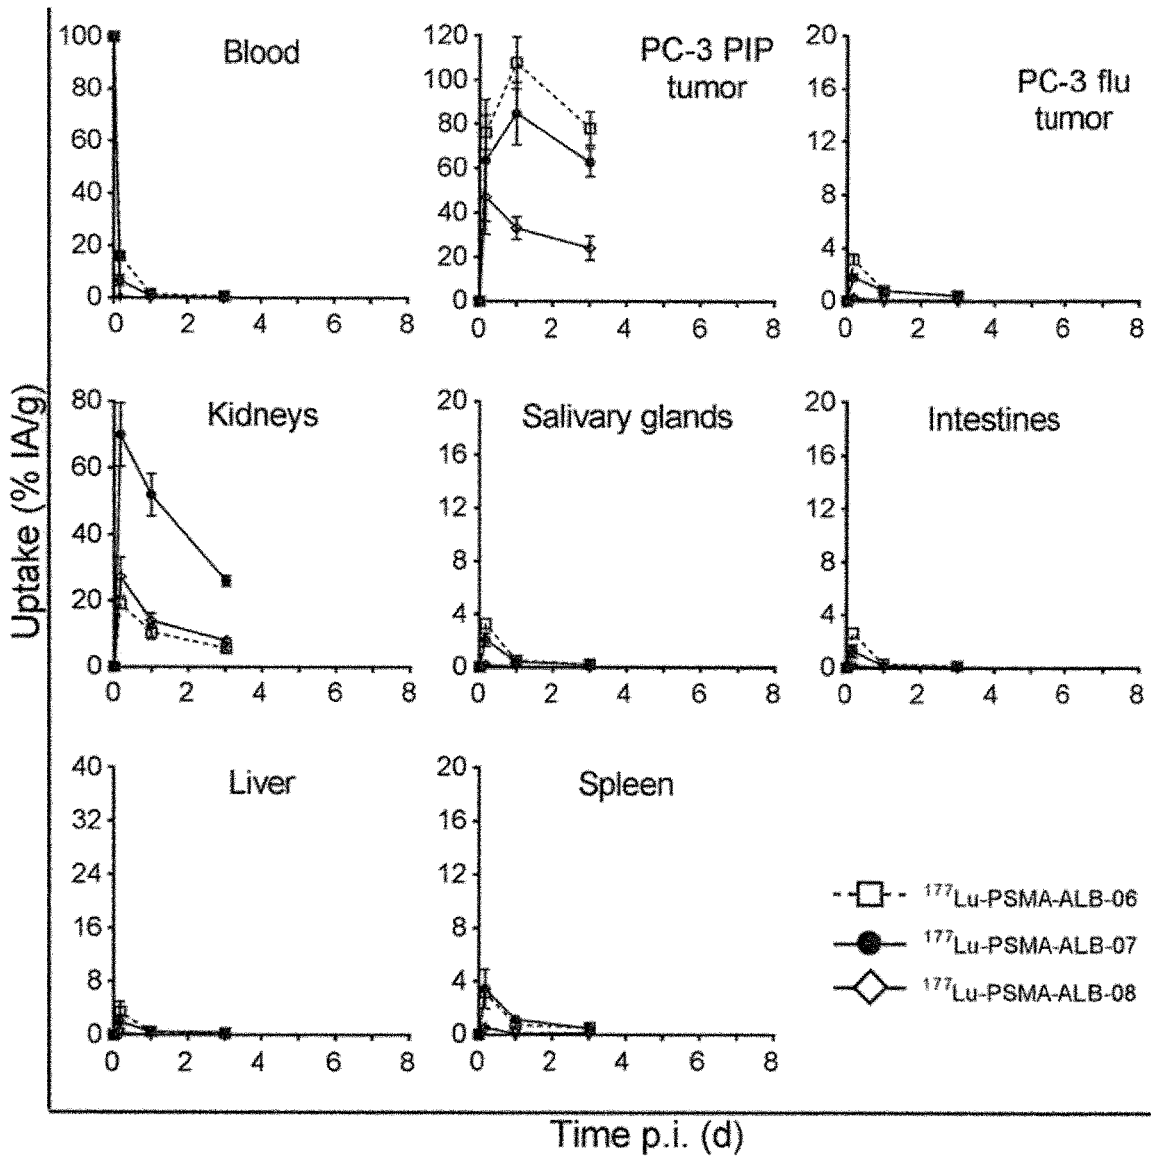 Uptake (% IA/g)
Blood
100
80
60
40
20
0
0 2 4 6 8
PC-3 PIP
tumor
120
100
80
60
40
20
0
0 2 4 6 8
PC-3 flu
tumor
20
16
12
8
4
0
0 2 4 6 8
Kidneys
80
60
40
20
0
0 2 4 6 8
Salivary glands
20
16
12
8
4
0
0 2 4 6 8
Intestines
20
16
12
8
4
0
0 2 4 6 8
Liver
40
32
24
16
8
0
0 2 4 6 8
Spleen
20
16
12
8
4
0
0 2 4 6 8
¹⁷⁷Lu-PSMA-ALB-06
¹⁷⁷Lu-PSMA-ALB-07
¹⁷⁷Lu-PSMA-ALB-08
Time p.i. (d)